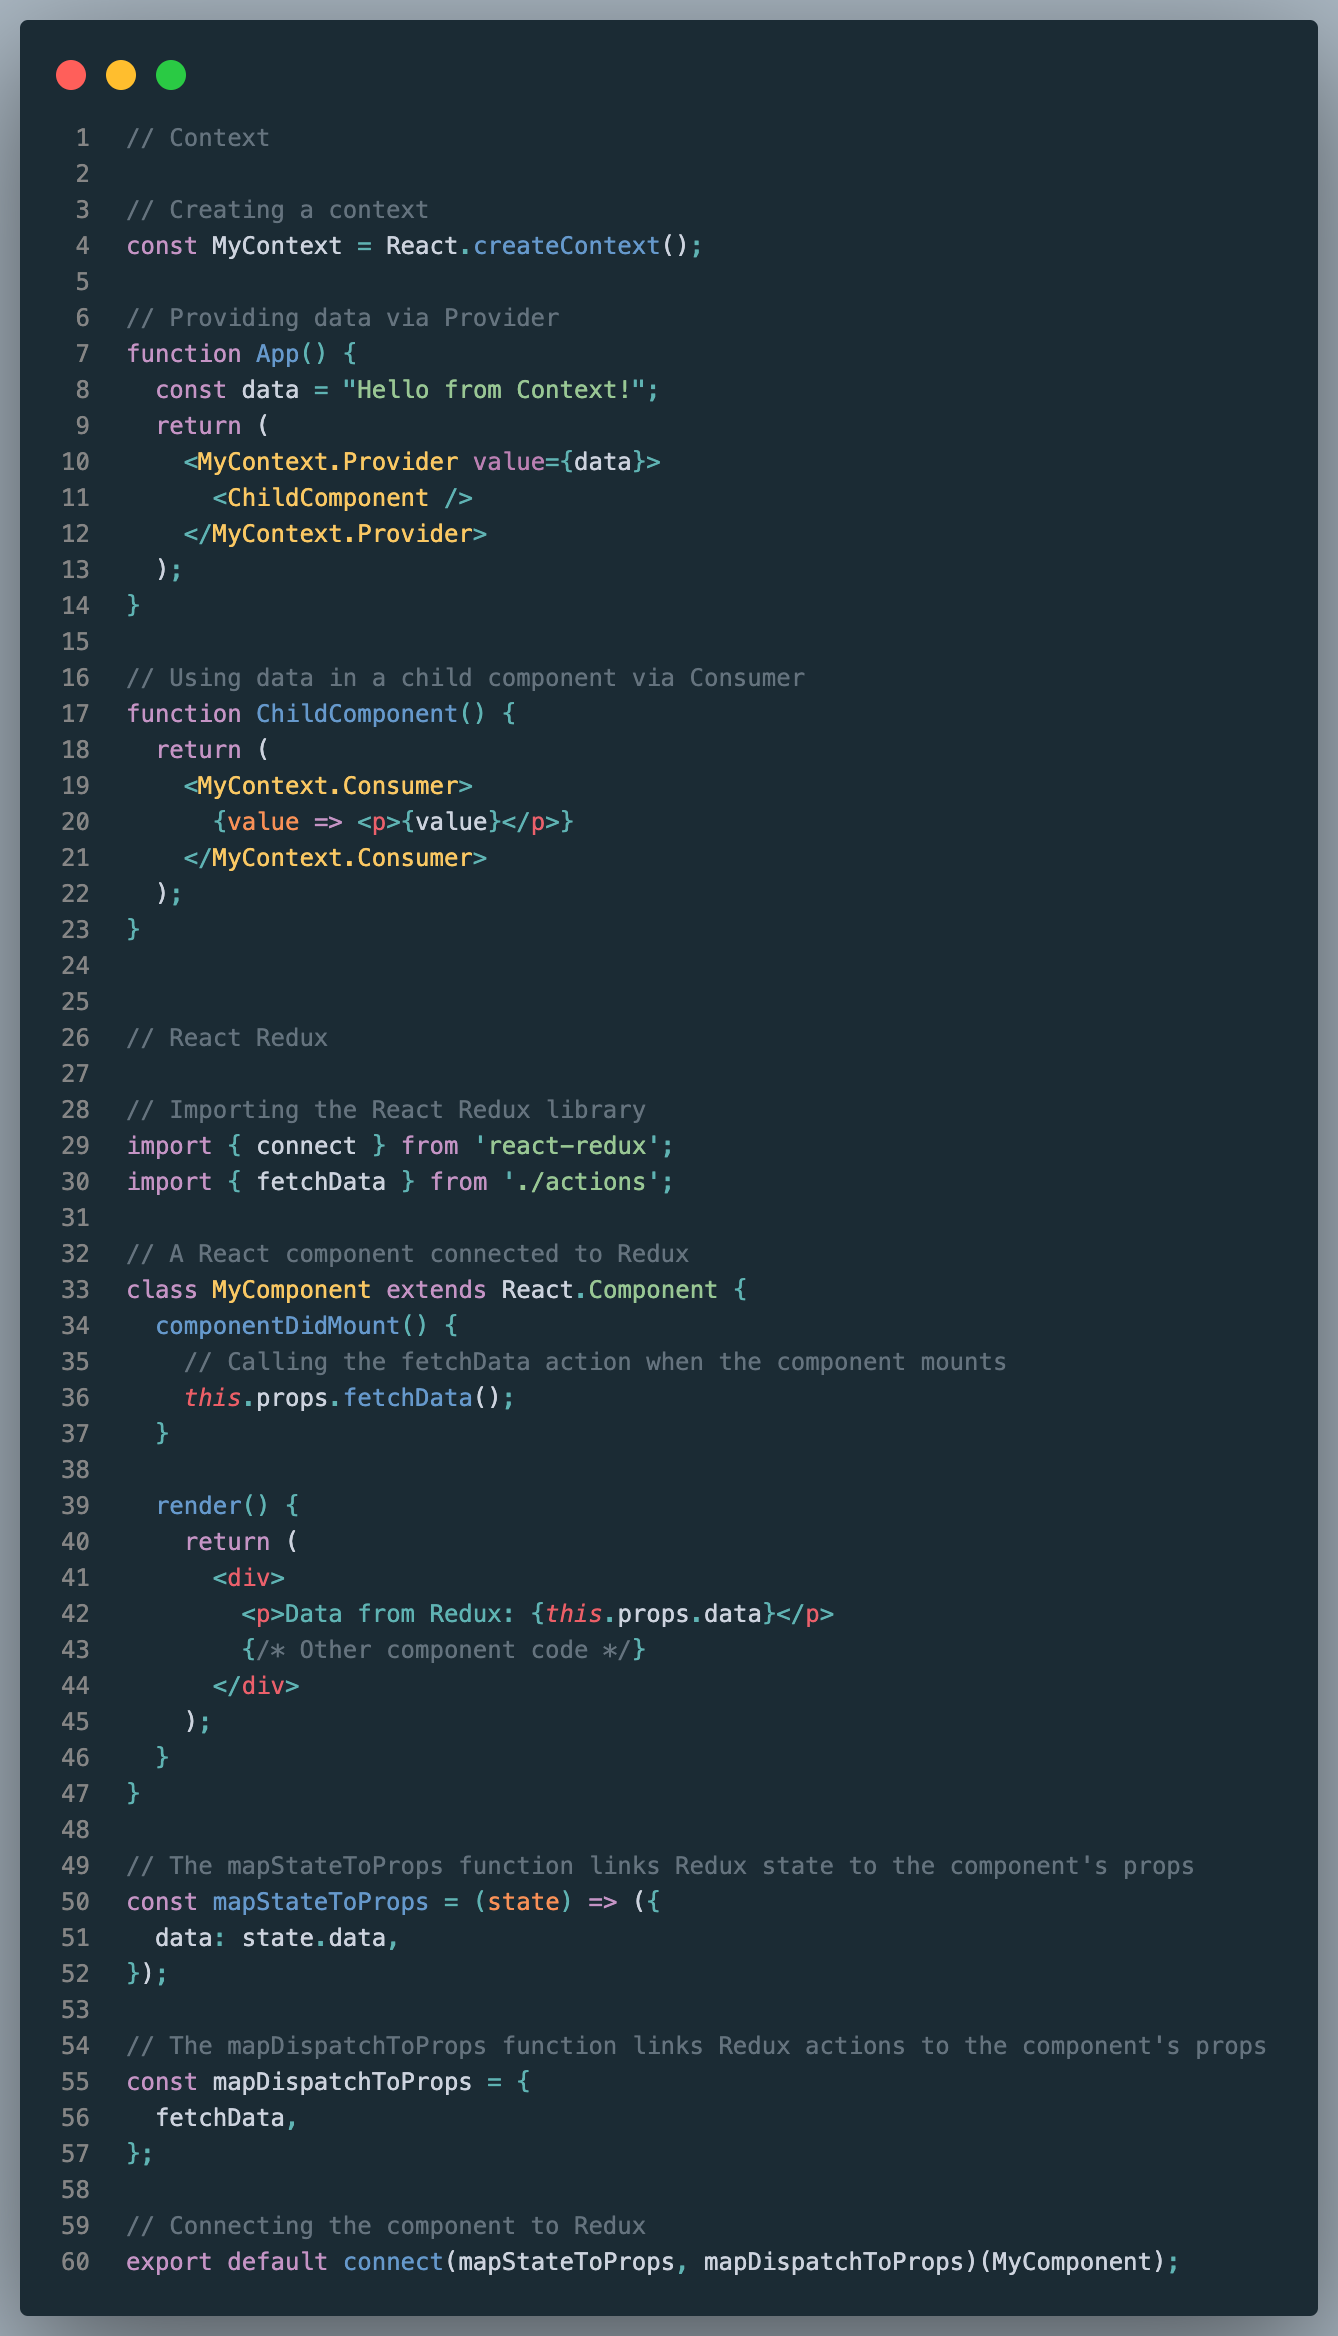 1 // Context
2
3 // Creating a context
4 const MyContext = React.createContext();
5
6 // Providing data via Provider
7 function App() {
8   const data = "Hello from Context!";
9   return (
10     <MyContext.Provider value={data}>
11       <ChildComponent />
12     </MyContext.Provider>
13   );
14 }
15
16 // Using data in a child component via Consumer
17 function ChildComponent() {
18   return (
19     <MyContext.Consumer>
20       {value => <p>{value}</p>}
21     </MyContext.Consumer>
22   );
23 }
24
25
26 // React Redux
27
28 // Importing the React Redux library
29 import { connect } from 'react-redux';
30 import { fetchData } from './actions';
31
32 // A React component connected to Redux
33 class MyComponent extends React.Component {
34   componentDidMount() {
35     // Calling the fetchData action when the component mounts
36     this.props.fetchData();
37   }
38
39   render() {
40     return (
41       <div>
42         <p>Data from Redux: {this.props.data}</p>
43         {/* Other component code */}
44       </div>
45     );
46   }
47 }
48
49 // The mapStateToProps function links Redux state to the component's props
50 const mapStateToProps = (state) => ({
51   data: state.data,
52 });
53
54 // The mapDispatchToProps function links Redux actions to the component's props
55 const mapDispatchToProps = {
56   fetchData,
57 };
58
59 // Connecting the component to Redux
60 export default connect(mapStateToProps, mapDispatchToProps)(MyComponent);